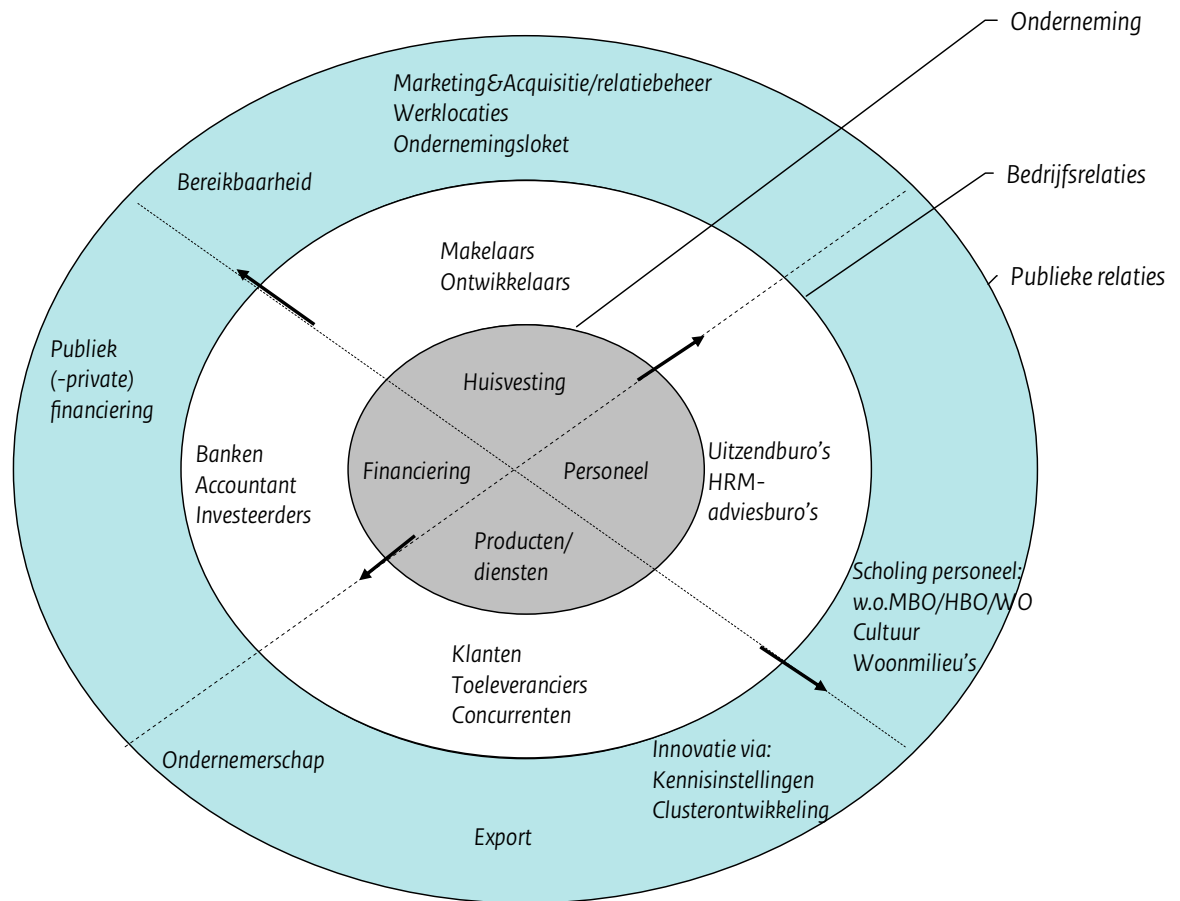 Onderneming
Marketing&Acquisitie/relatiebeheer
Werklocaties
Ondernemingsloket
Bereikbaarheid
Bedrijfsrelaties
Makelaars
Ontwikkelaars
Publieke relaties
Publiek
(-private)
financiering
Huisvesting
Banken
Accountant
Investeerders
Financiering
Personeel
Uitzendburo's
HRM-
adviesburo's
Producten/
diensten
Scholing personeel:
w.o.MBO/HBO/WO
Cultuur
Woonmilieu's
Klanten
Toeleveranciers
Concurrenten
Ondernemerschap
Innovatie via:
Kennisinstellingen
Clusterontwikkeling
Export